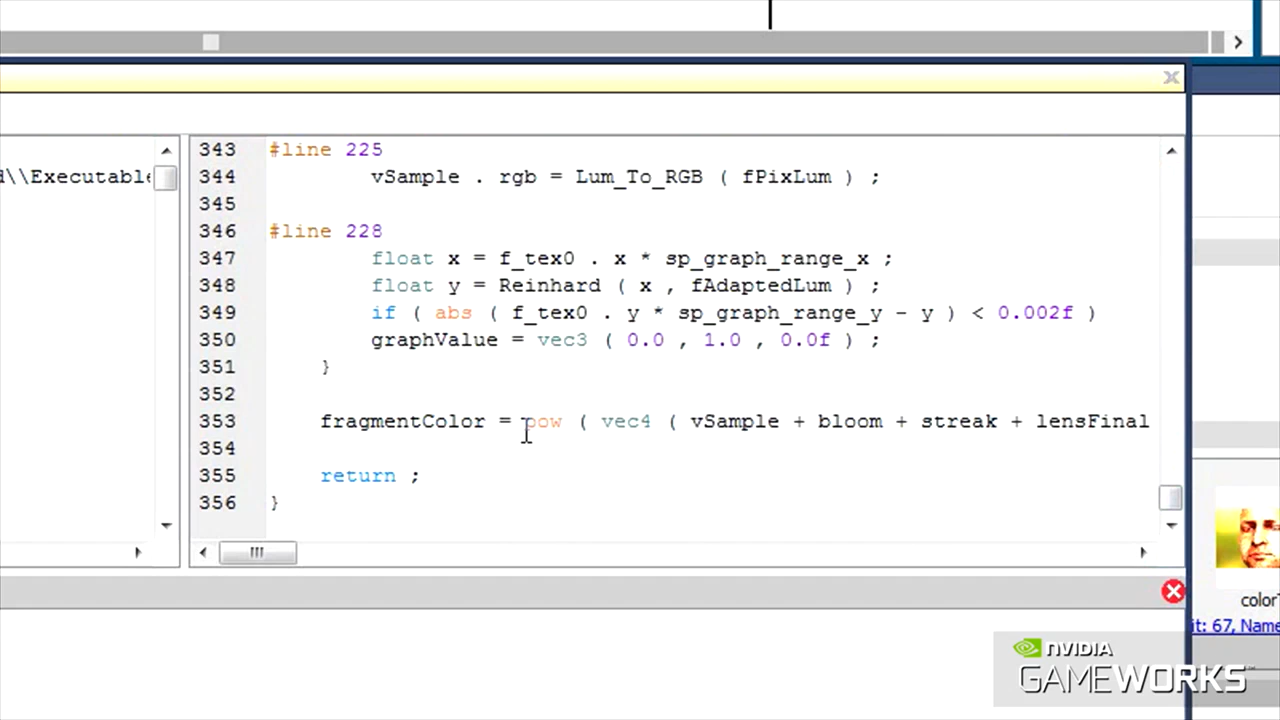 d\\Executable
343 #line 225
344 vSample . rgb = Lum_To_RGB ( fPixLum ) ;
345
346 #line 228
347 float x = f_tex0 . x * sp_graph_range_x ;
348 float y = Reinhard ( x , fAdaptedLum ) ;
349 if ( abs ( f_tex0 . y * sp_graph_range_y - y ) < 0.002f )
350 graphValue = vec3 ( 0.0 , 1.0 , 0.0f ) ;
351 }
352
353 fragmentColor = pow ( vec4 ( vSample + bloom + streak + lensFinal
354
355 return ;
356 }
color
it: 67, Name
NVIDIA
GAMEWORKS